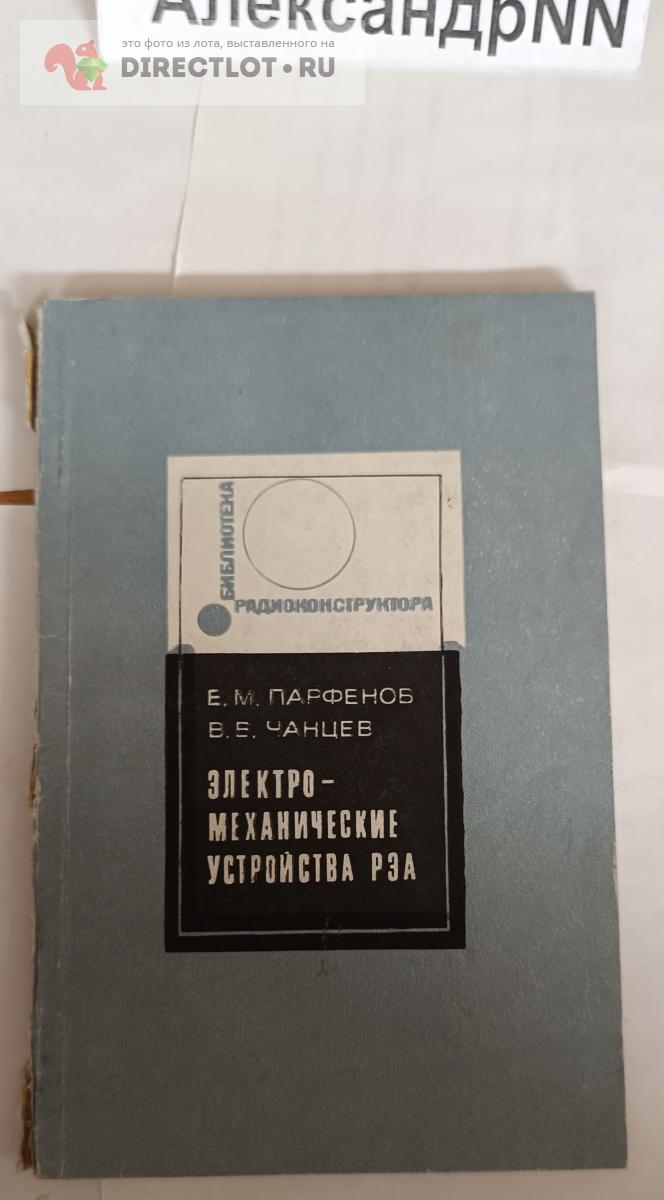 АлександрNN
это фото из лота, выставленного на
DIRECTLOT.RU
БИБЛИОТЕКА
РАДИОКОНСТРУКТОРА
Е. М. ПАРФЕНОВ
В. Б. ЧАНЦЕВ
ЭЛЕКТРО-
МЕХАНИЧЕСКИЕ
УСТРОЙСТВА РЭА